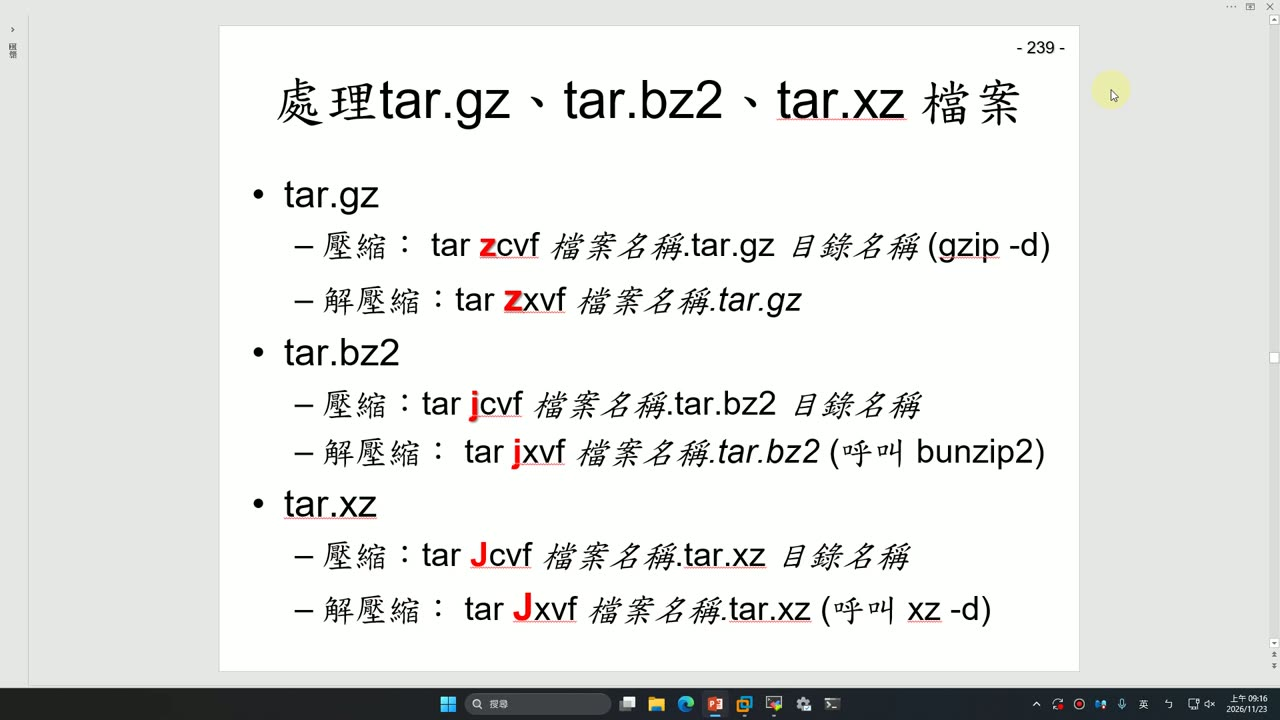 - 239 -
處理tar.gz、tar.bz2、tar.xz 檔案
• tar.gz
– 壓縮： tar zcvf 檔案名稱.tar.gz 目錄名稱 (gzip -d)
– 解壓縮：tar zxvf 檔案名稱.tar.gz
• tar.bz2
– 壓縮：tar jcvf 檔案名稱.tar.bz2 目錄名稱
– 解壓縮： tar jxvf 檔案名稱.tar.bz2 (呼叫 bunzip2)
• tar.xz
– 壓縮：tar Jcvf 檔案名稱.tar.xz 目錄名稱
– 解壓縮： tar Jxvf 檔案名稱.tar.xz (呼叫 xz -d)
搜尋
英
ㄅ
上午 09:16
2026/11/23